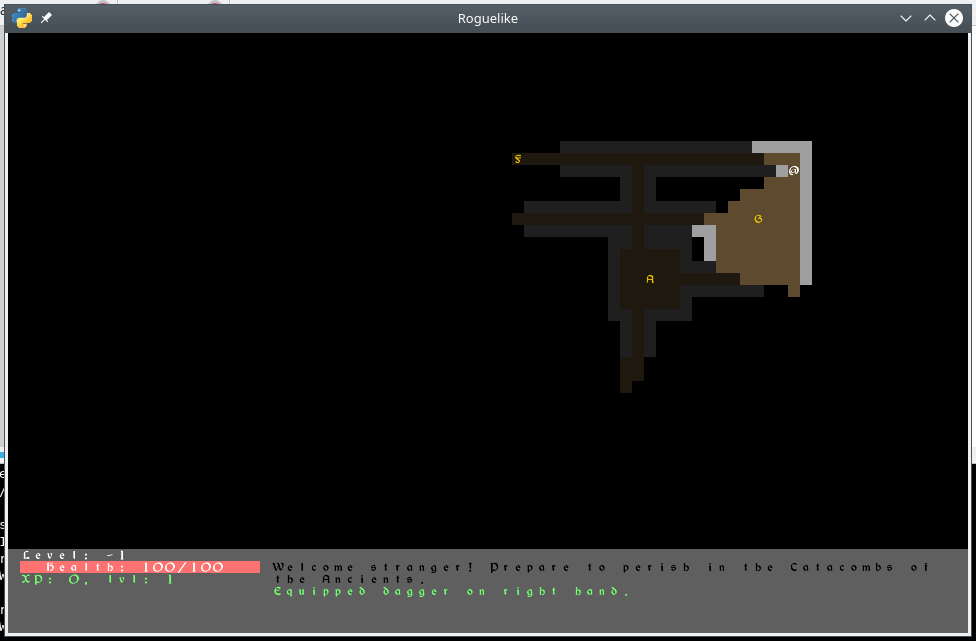 Roguelike
S
@
G
A
Level: -1
Health: 100/100
XP: 0, lvl: 1
Welcome stranger! Prepare to perish in the Catacombs of
the Ancients.
Equipped dagger on right hand.